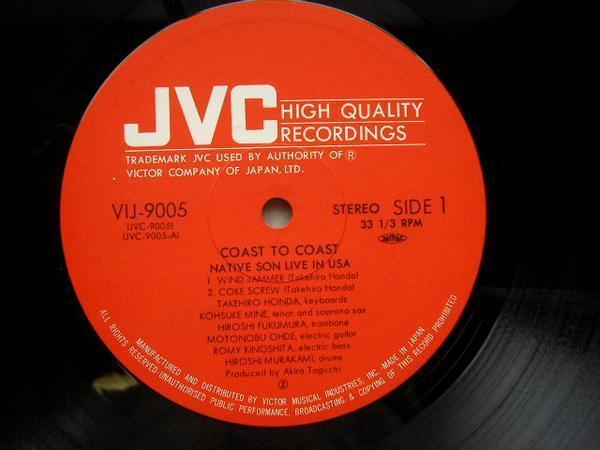 JVC HIGH QUALITY
RECORDINGS
TRADEMARK JVC USED BY AUTHORITY OF ®
VICTOR COMPANY OF JAPAN, LTD.
VIJ-9005
(JVC-9005)
(JVC-9005-A)
STEREO SIDE 1
33 1/3 RPM
COAST TO COAST
NATIVE SON LIVE IN USA
1. WIND JAMMER (Takehiro Honda)
2. COKE SCREW (Takehiro Honda)
TAKEHIRO HONDA, keyboards
KOHSUKE MINE, tenor and soprano sax
HIROSHI FUKUMURA, trombone
MOTONOBU OHDE, electric guitar
ROMY KINOSHITA, electric bass
HIROSHI MURAKAMI, drums
Produced by Akira Taguchi
②
MANUFACTURED AND DISTRIBUTED BY VICTOR MUSICAL INDUSTRIES, INC. MADE IN JAPAN
ALL RIGHTS RESERVED-UNAUTHORISED PUBLIC PERFORMANCE, BROADCASTING & COPYING OF THIS RECORD PROHIBITED